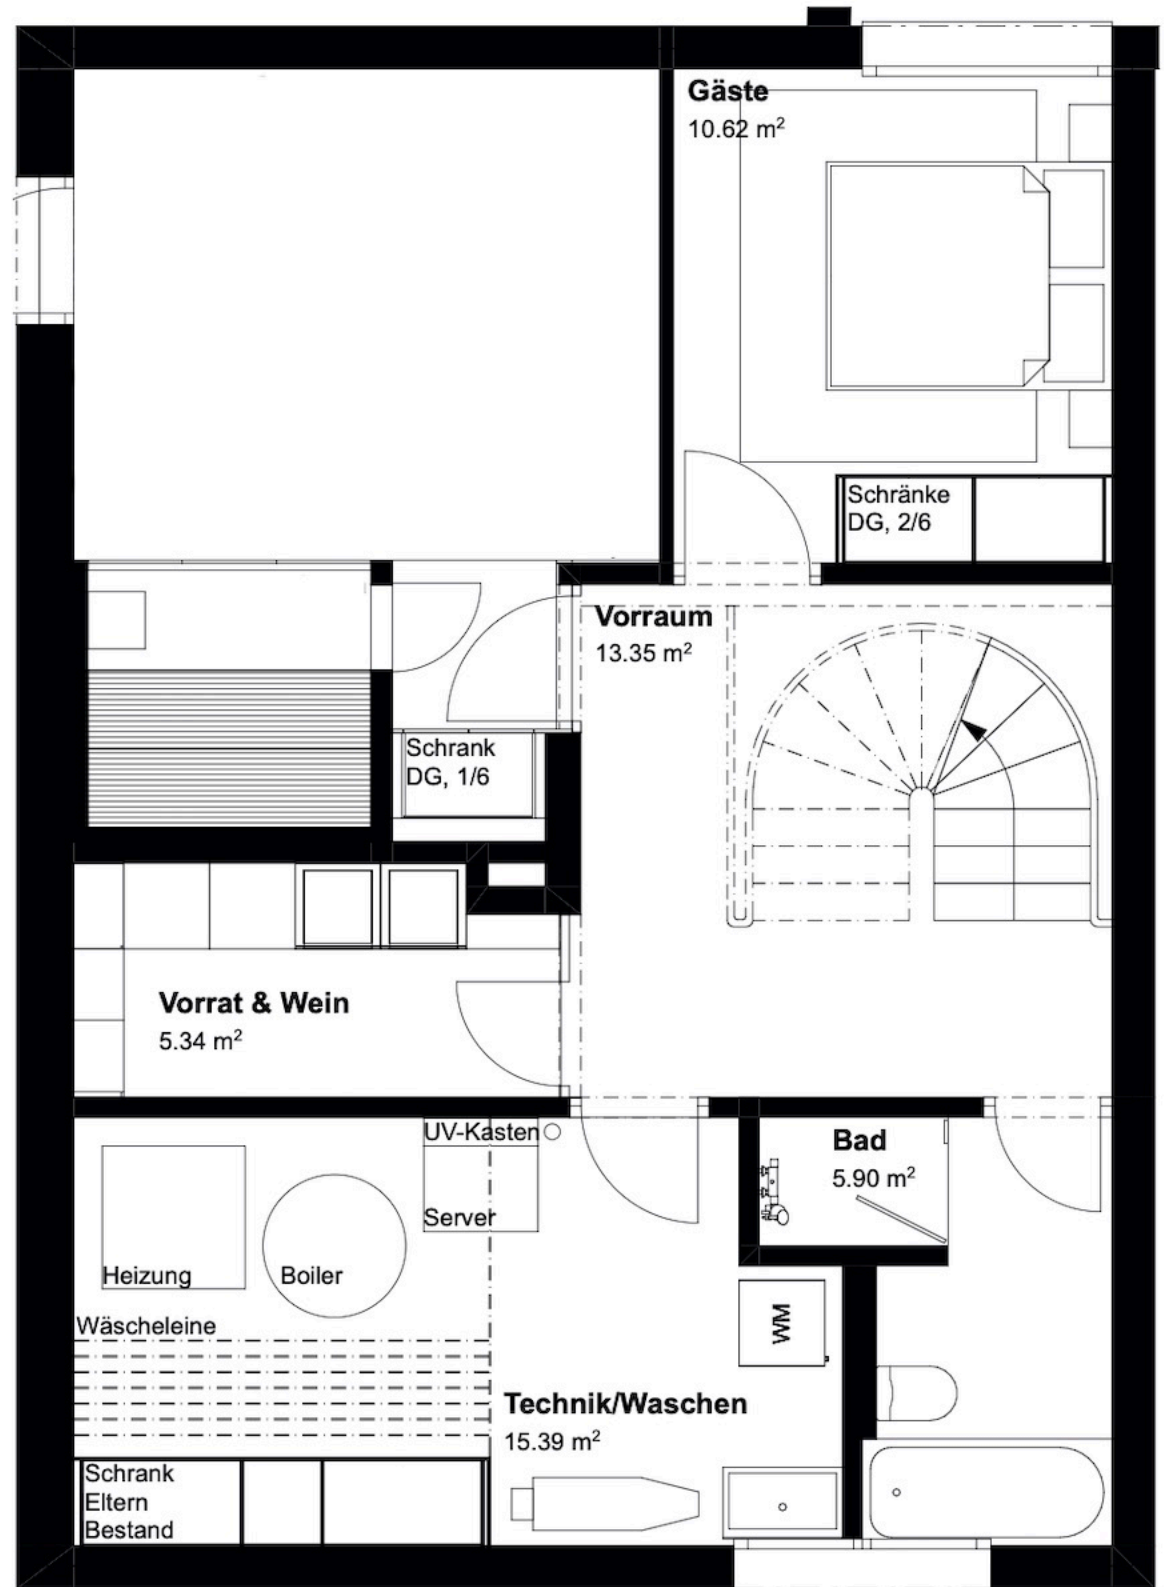 Gäste
10.62 m²
Schränke
DG, 2/6
Vorraum
13.35 m²
Schrank
DG, 1/6
Vorrat & Wein
5.34 m²
UV-Kasten
Server
Heizung
Boiler
Wäscheleine
Bad
5.90 m²
WM
Technik/Waschen
15.39 m²
Schrank
Eltern
Bestand